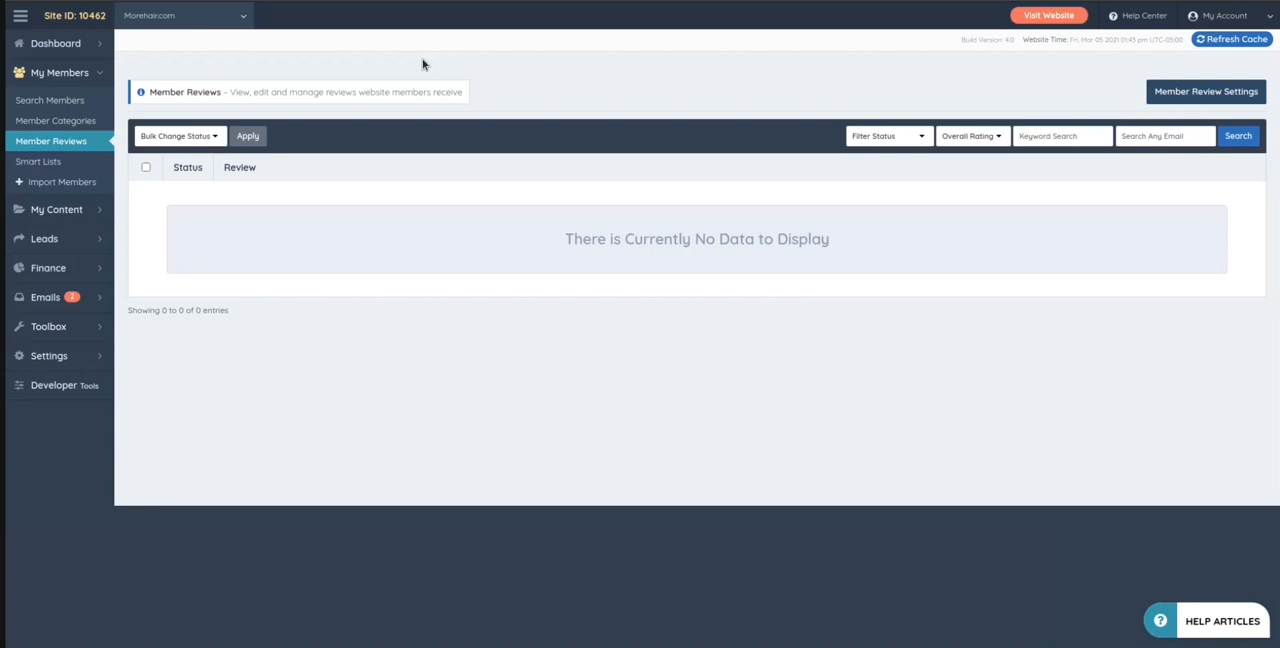 Site ID: 10462 Morehair.com Visit Website Help Center My Account
Build Version: 4.0 Website Time: Fri, Mar 05 2021 01:43 pm UTC-05:00 Refresh Cache
Dashboard
My Members
Search Members
Member Categories
Member Reviews
Smart Lists
Import Members
My Content
Leads
Finance
Emails 2
Toolbox
Settings
Developer Tools
Member Reviews - View, edit and manage reviews website members receive
Member Review Settings
Bulk Change Status Apply Filter Status Overall Rating Keyword Search Search Any Email Search
Status Review
There is Currently No Data to Display
Showing 0 to 0 of 0 entries
? HELP ARTICLES